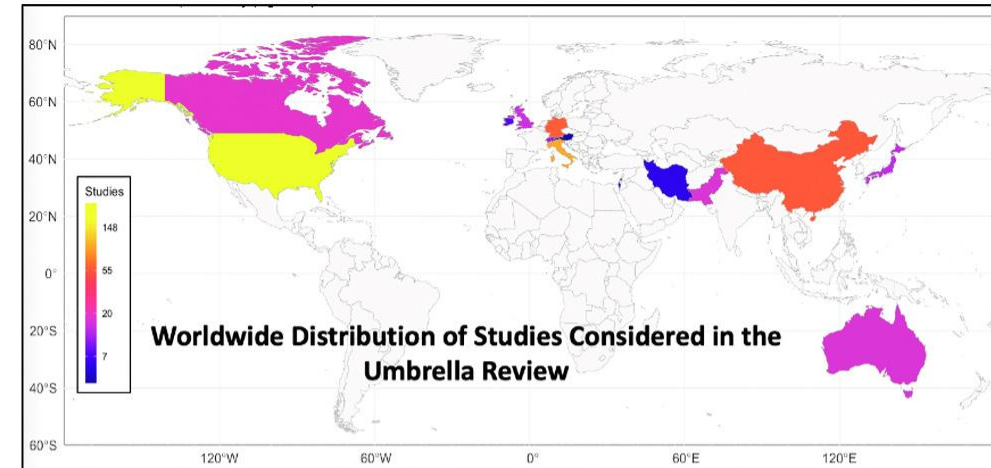 80°N
60°N
40°N
Studies
148
20°N
55
0°
20
20°S
Worldwide Distribution of Studies Considered in the
Umbrella Review
7
40°S
60°S
120°W 60°W 0° 60°E 120°E